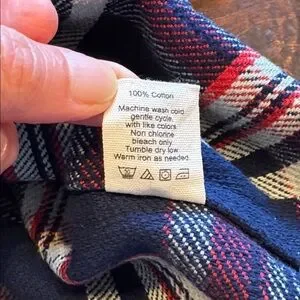 100% Cotton
Machine wash cold
gentle cycle.
with like colors
Non chlorine
bleach only
Tumble dry low
Warm iron as needed